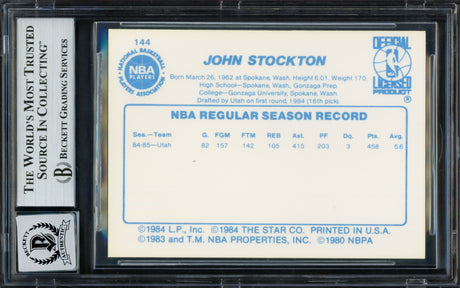 THE WORLD'S MOST TRUSTED
SOURCE IN COLLECTING™
BECKETT GRADING SERVICES
BECKETT
AUTHENTIC
144
NATIONAL BASKETBALL
NBA
PLAYERS
PLAYERS ASSOCIATION
JOHN STOCKTON
OFFICIAL
NBA
LICENSED
PRODUCT
®
Born March 26, 1962 at Spokane, Wash. Height 6.01. Weight 170.
High School—Spokane, Wash. Gonzaga Prep.
College—Gonzaga University, Spokane, Wash.
Drafted by Utah on first round, 1984 (16th pick).
NBA REGULAR SEASON RECORD
Sea.—Team G. FGM FTM REB Ast. PF Dq. Pts. Avg.
84-85—Utah 82 157 142 105 415 203 3 458 5.6
©1984 L.P., Inc. ©1984 THE STAR CO. PRINTED IN U.S.A.
©1983 and T.M. NBA PROPERTIES, INC. ©1980 NBPA